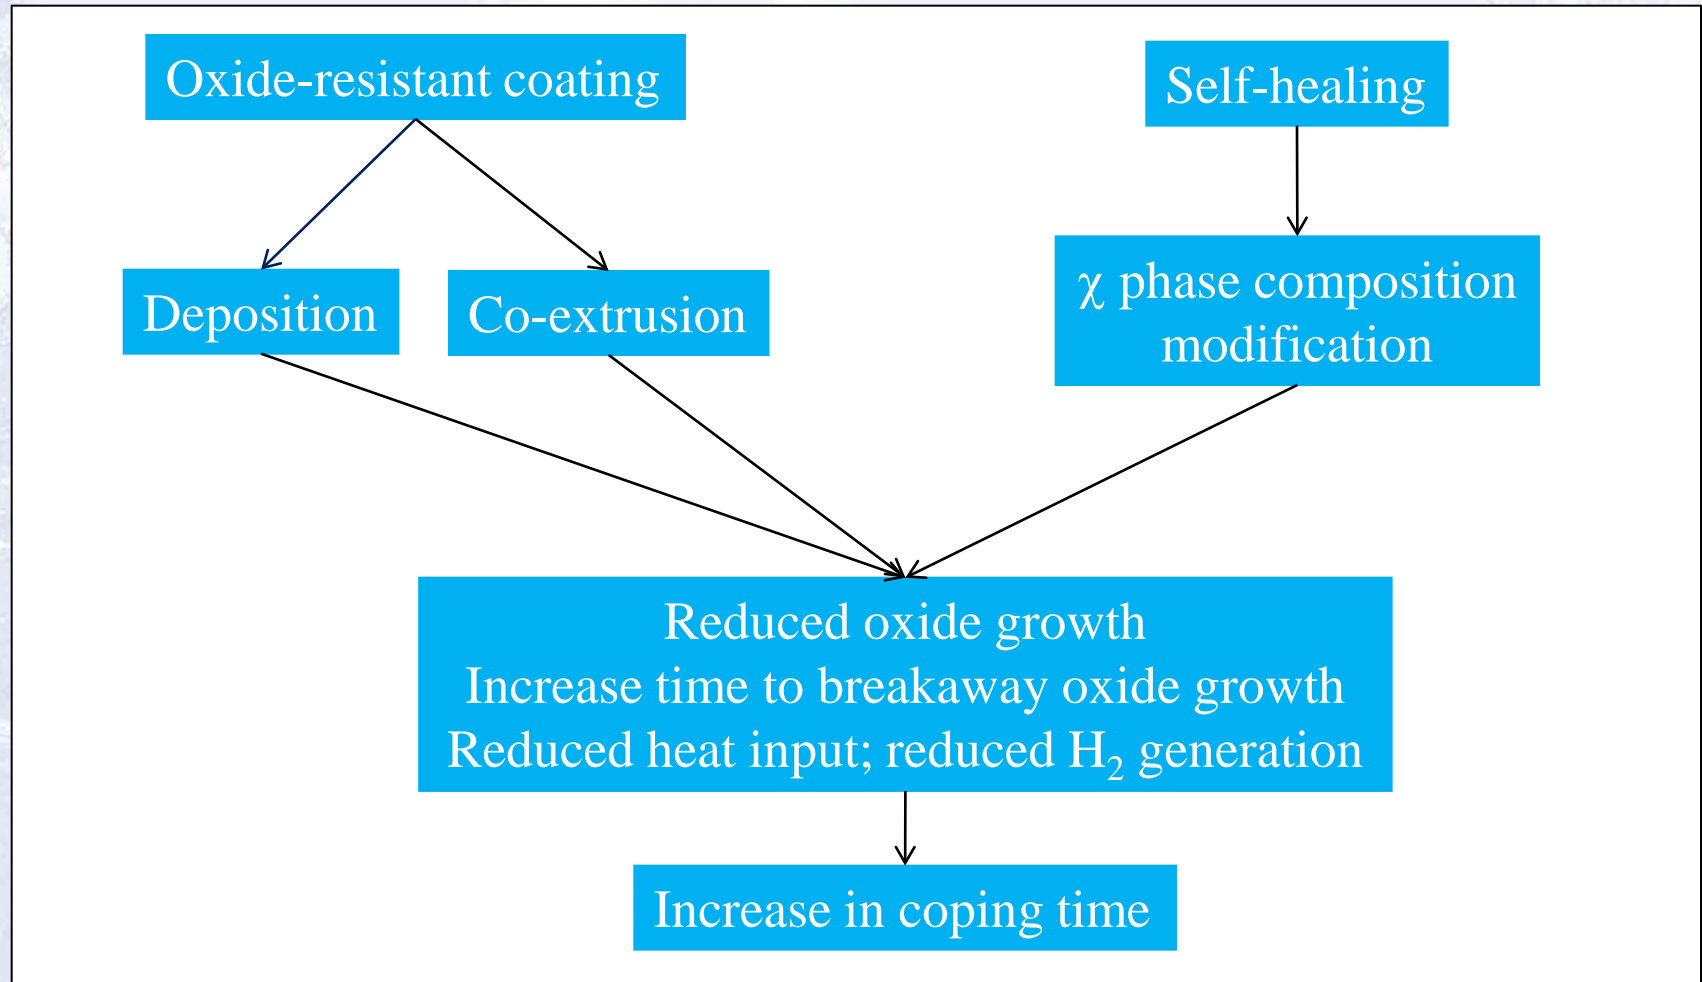 Oxide-resistant coating
Self-healing
Deposition
Co-extrusion
χ phase composition
modification
Reduced oxide growth
Increase time to breakaway oxide growth
Reduced heat input; reduced H₂ generation
Increase in coping time